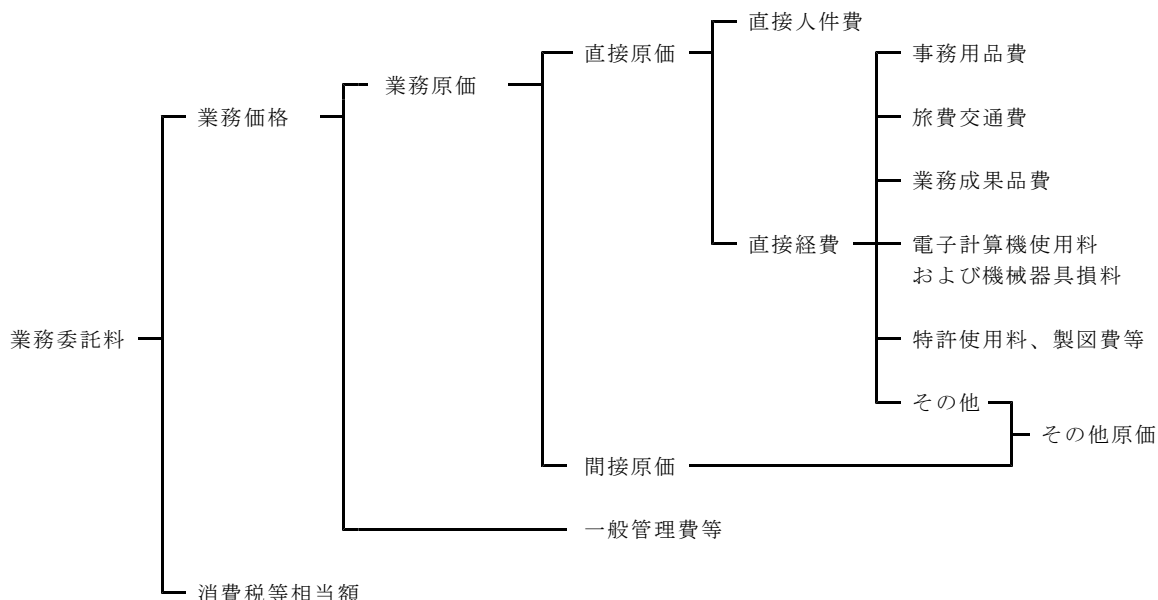 直接人件費
直接原価
事務用品費
業務原価
業務価格
旅費交通費
業務成果品費
直接経費
電子計算機使用料
および機械器具損料
業務委託料
特許使用料、製図費等
その他
その他原価
間接原価
一般管理費等
消費税等相当額